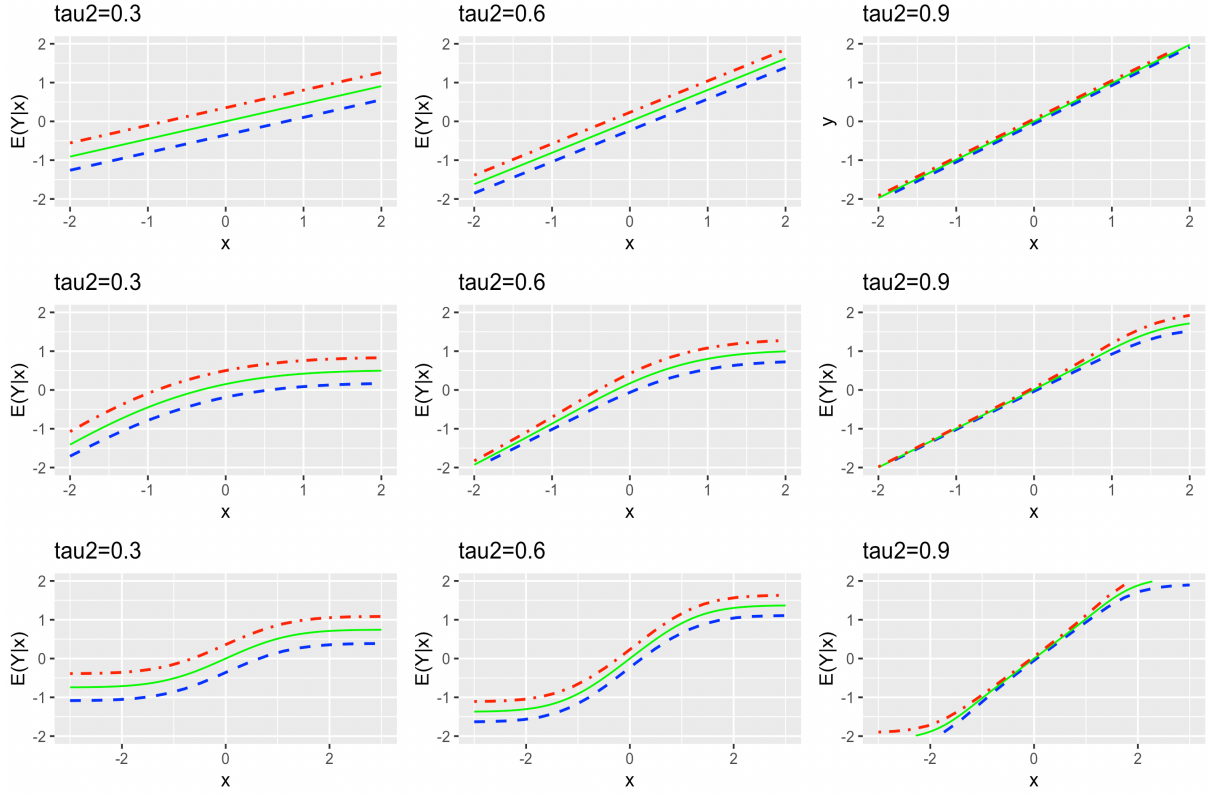 tau2=0.3 tau2=0.6 tau2=0.9
2 2 2
1 1 1
E(Y|x) 0 E(Y|x) 0 y 0
-1 -1 -1
-2 -2 -2
-2 -1 0 1 2 -2 -1 0 1 2 -2 -1 0 1 2
x x x
tau2=0.3 tau2=0.6 tau2=0.9
2 2 2
1 1 1
E(Y|x) 0 E(Y|x) 0 E(Y|x) 0
-1 -1 -1
-2 -2 -2
-2 -1 0 1 2 -2 -1 0 1 2 -2 -1 0 1 2
x x x
tau2=0.3 tau2=0.6 tau2=0.9
2 2 2
1 1 1
E(Y|x) 0 E(Y|x) 0 E(Y|x) 0
-1 -1 -1
-2 -2 -2
-2 0 2 -2 0 2 -2 0 2
x x x